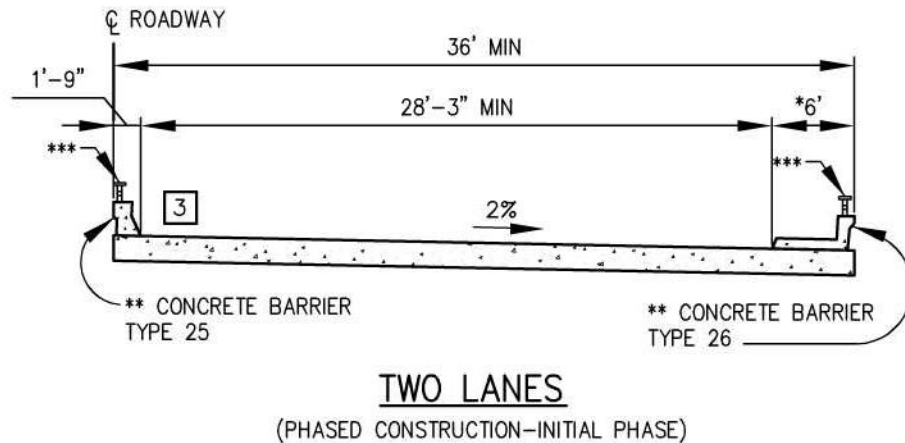 ℄ ROADWAY
36' MIN
1'-9"
28'-3" MIN
*6'
***
***
3
2%
** CONCRETE BARRIER
TYPE 25
** CONCRETE BARRIER
TYPE 26
TWO LANES
(PHASED CONSTRUCTION-INITIAL PHASE)